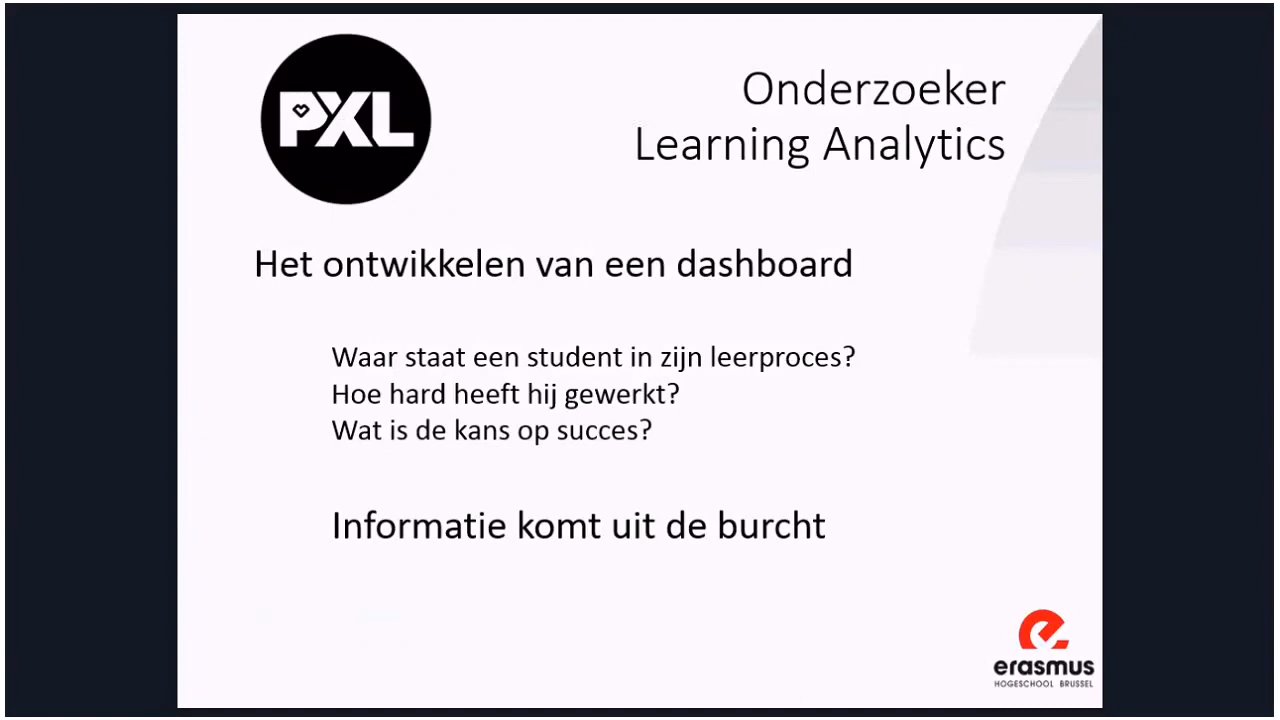 PXL
Onderzoeker
Learning Analytics
Het ontwikkelen van een dashboard
Waar staat een student in zijn leerproces?
Hoe hard heeft hij gewerkt?
Wat is de kans op succes?
Informatie komt uit de burcht
erasmus
HOGESCHOOL BRUSSEL